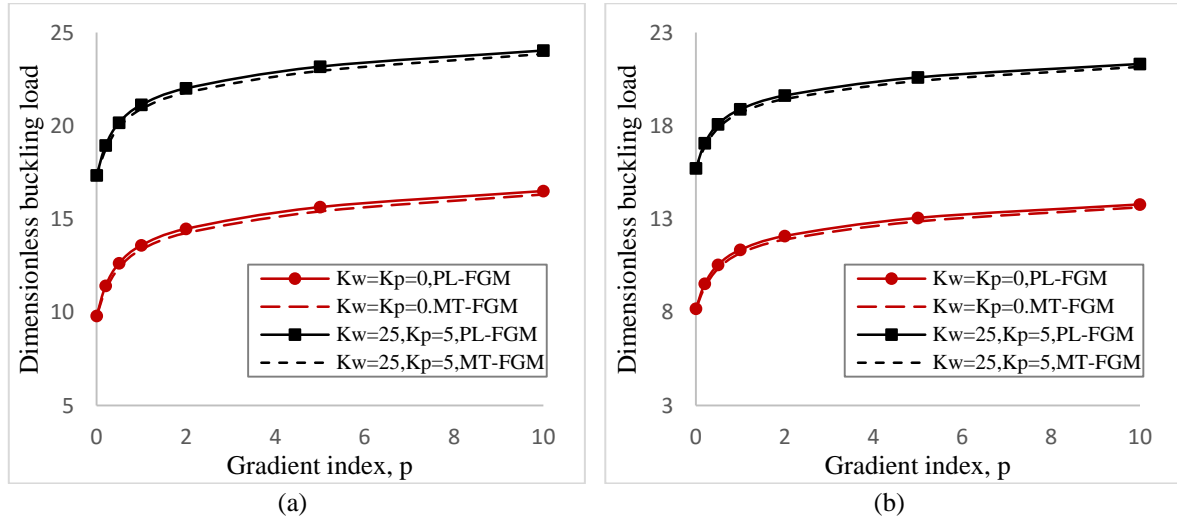 Dimensionless buckling load
25
20
15
10
5
Kw=Kp=0,PL-FGM
Kw=Kp=0.MT-FGM
Kw=25,Kp=5,PL-FGM
Kw=25,Kp=5,MT-FGM
0 2 4 6 8 10
Gradient index, p
(a)
Dimensionless buckling load
23
18
13
8
3
Kw=Kp=0,PL-FGM
Kw=Kp=0.MT-FGM
Kw=25,Kp=5,PL-FGM
Kw=25,Kp=5,MT-FGM
0 2 4 6 8 10
Gradient index, p
(b)